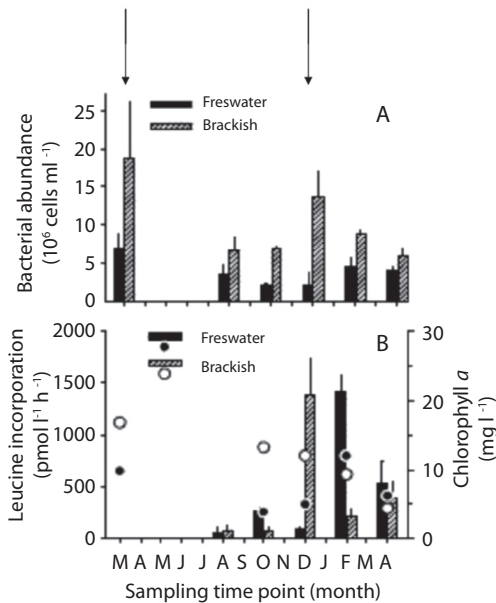 A
Freswater
Brackish
Bacterial abundance
(10⁶ cells ml ⁻¹)
25
20
15
10
5
0
B
Freswater
Brackish
Leucine incorporation
(pmol l⁻¹ h⁻¹)
2000
1500
1000
500
0
30
20
10
0
Chlorophyll a
(mg l⁻¹)
M A M J J A S O N D J F M A
Sampling time point (month)